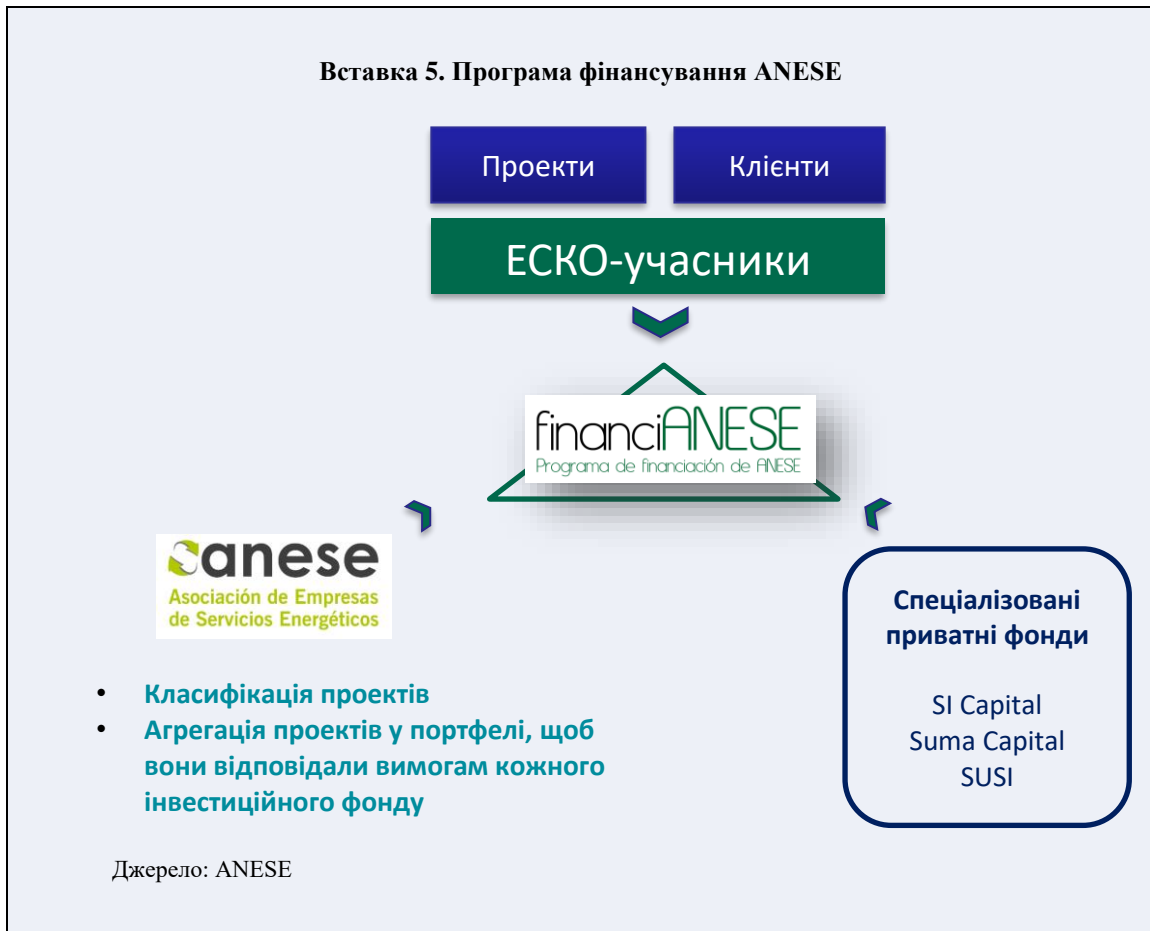 Вставка 5. Програма фінансування ANESE
Проекти
Клієнти
ЕСКО-учасники
financiANESE
Programa de financiación de ANESE
anese
Asociación de Empresas
de Servicios Energéticos
• Класифікація проектів
• Агрегація проектів у портфелі, щоб
вони відповідали вимогам кожного
інвестиційного фонду
Спеціалізовані
приватні фонди
SI Capital
Suma Capital
SUSI
Джерело: ANESE